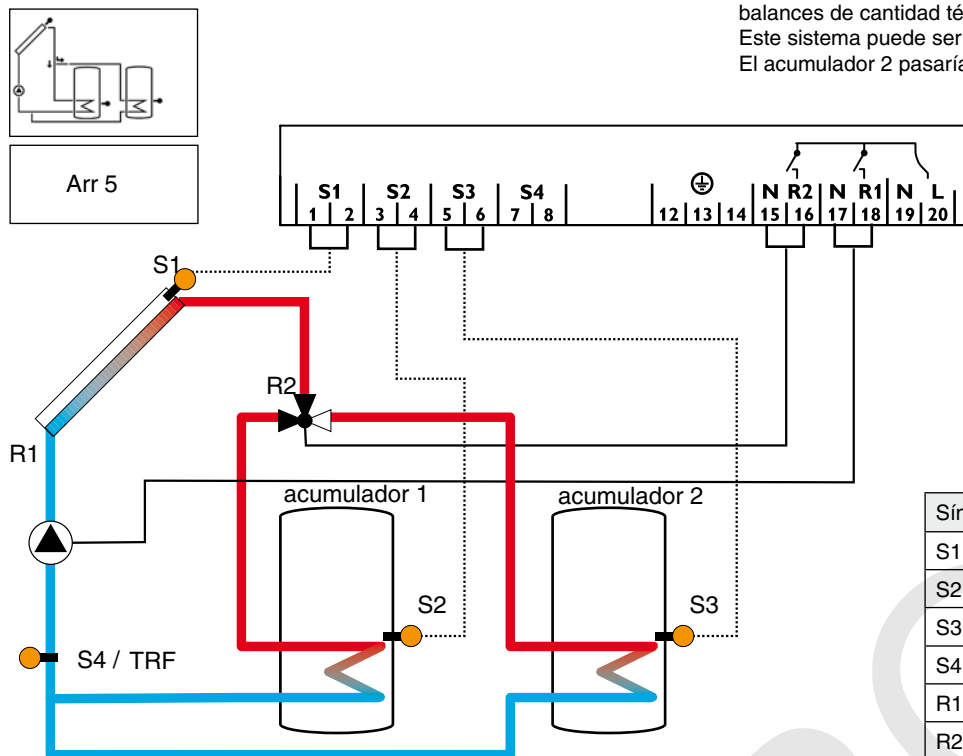 balances de cantidad té
Este sistema puede ser
El acumulador 2 pasaría
Arr 5
S1 S2 S3 S4 N R2 N R1 N L
1 2 3 4 5 6 7 8 12 13 14 15 16 17 18 19 20
S1
R2
R1
acumulador 1
acumulador 2
S2
S3
S4 / TRF
Sír
S1
S2
S3
S4
R1
R2